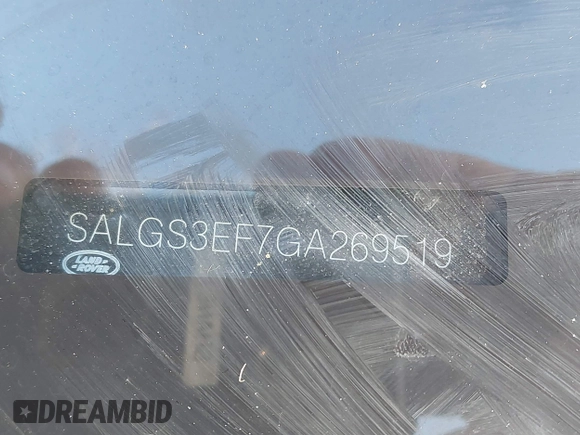 SALGS3EF7GA269519
LAND-
-ROVER
DREAMBID